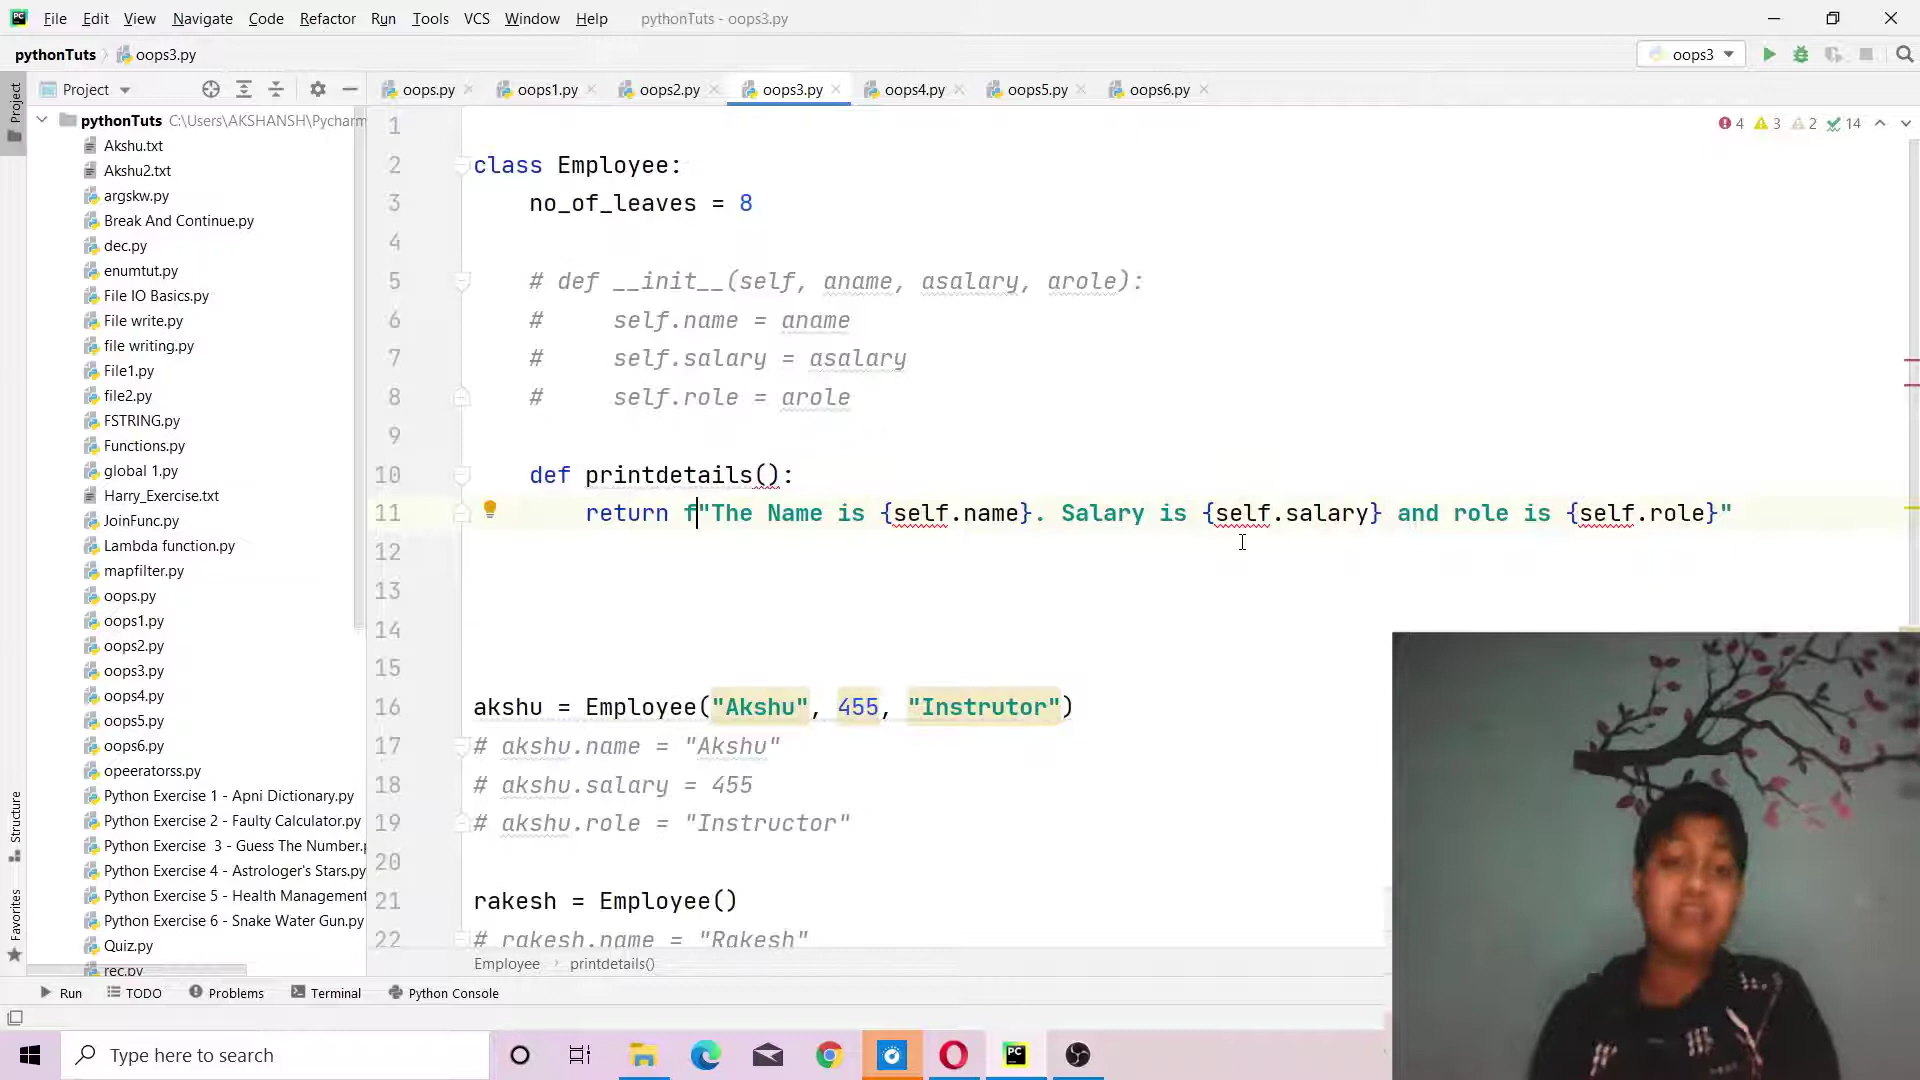 File Edit View Navigate Code Refactor Run Tools VCS Window Help pythonTuts - oops3.py
pythonTuts oops3.py oops3
Project oops.py oops1.py oops2.py oops3.py oops4.py oops5.py oops6.py
Project
pythonTuts C:\Users\AKSHANSH\Pycharm
Akshu.txt
Akshu2.txt
argskw.py
Break And Continue.py
dec.py
enumtut.py
File IO Basics.py
File write.py
file writing.py
File1.py
file2.py
FSTRING.py
Functions.py
global 1.py
Harry_Exercise.txt
JoinFunc.py
Lambda function.py
mapfilter.py
oops.py
oops1.py
oops2.py
oops3.py
oops4.py
oops5.py
oops6.py
opeeratorss.py
Python Exercise 1 - Apni Dictionary.py
Python Exercise 2 - Faulty Calculator.py
Python Exercise 3 - Guess The Number.p
Python Exercise 4 - Astrologer's Stars.py
Python Exercise 5 - Health Management
Python Exercise 6 - Snake Water Gun.py
Quiz.py
rec.py
Structure
Favorites
4 3 2 14
1
2 class Employee:
3 no_of_leaves = 8
4
5 # def __init__(self, aname, asalary, arole):
6 # self.name = aname
7 # self.salary = asalary
8 # self.role = arole
9
10 def printdetails():
11 return f"The Name is {self.name}. Salary is {self.salary} and role is {self.role}"
12
13
14
15
16 akshu = Employee("Akshu", 455, "Instrutor")
17 # akshu.name = "Akshu"
18 # akshu.salary = 455
19 # akshu.role = "Instructor"
20
21 rakesh = Employee()
22 # rakesh.name = "Rakesh"
Employee printdetails()
Run TODO Problems Terminal Python Console
Type here to search
PC